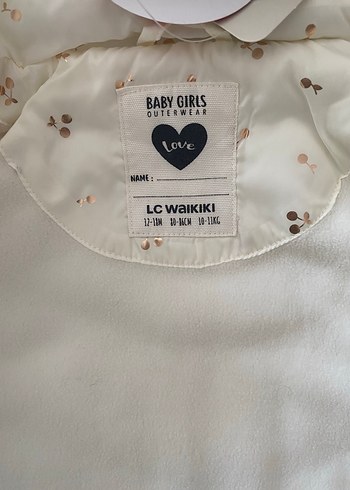 BABY GIRLS
OUTERWEAR
Love
NAME :
LC WAIKIKI
12-18M 80-86CM 10-11KG